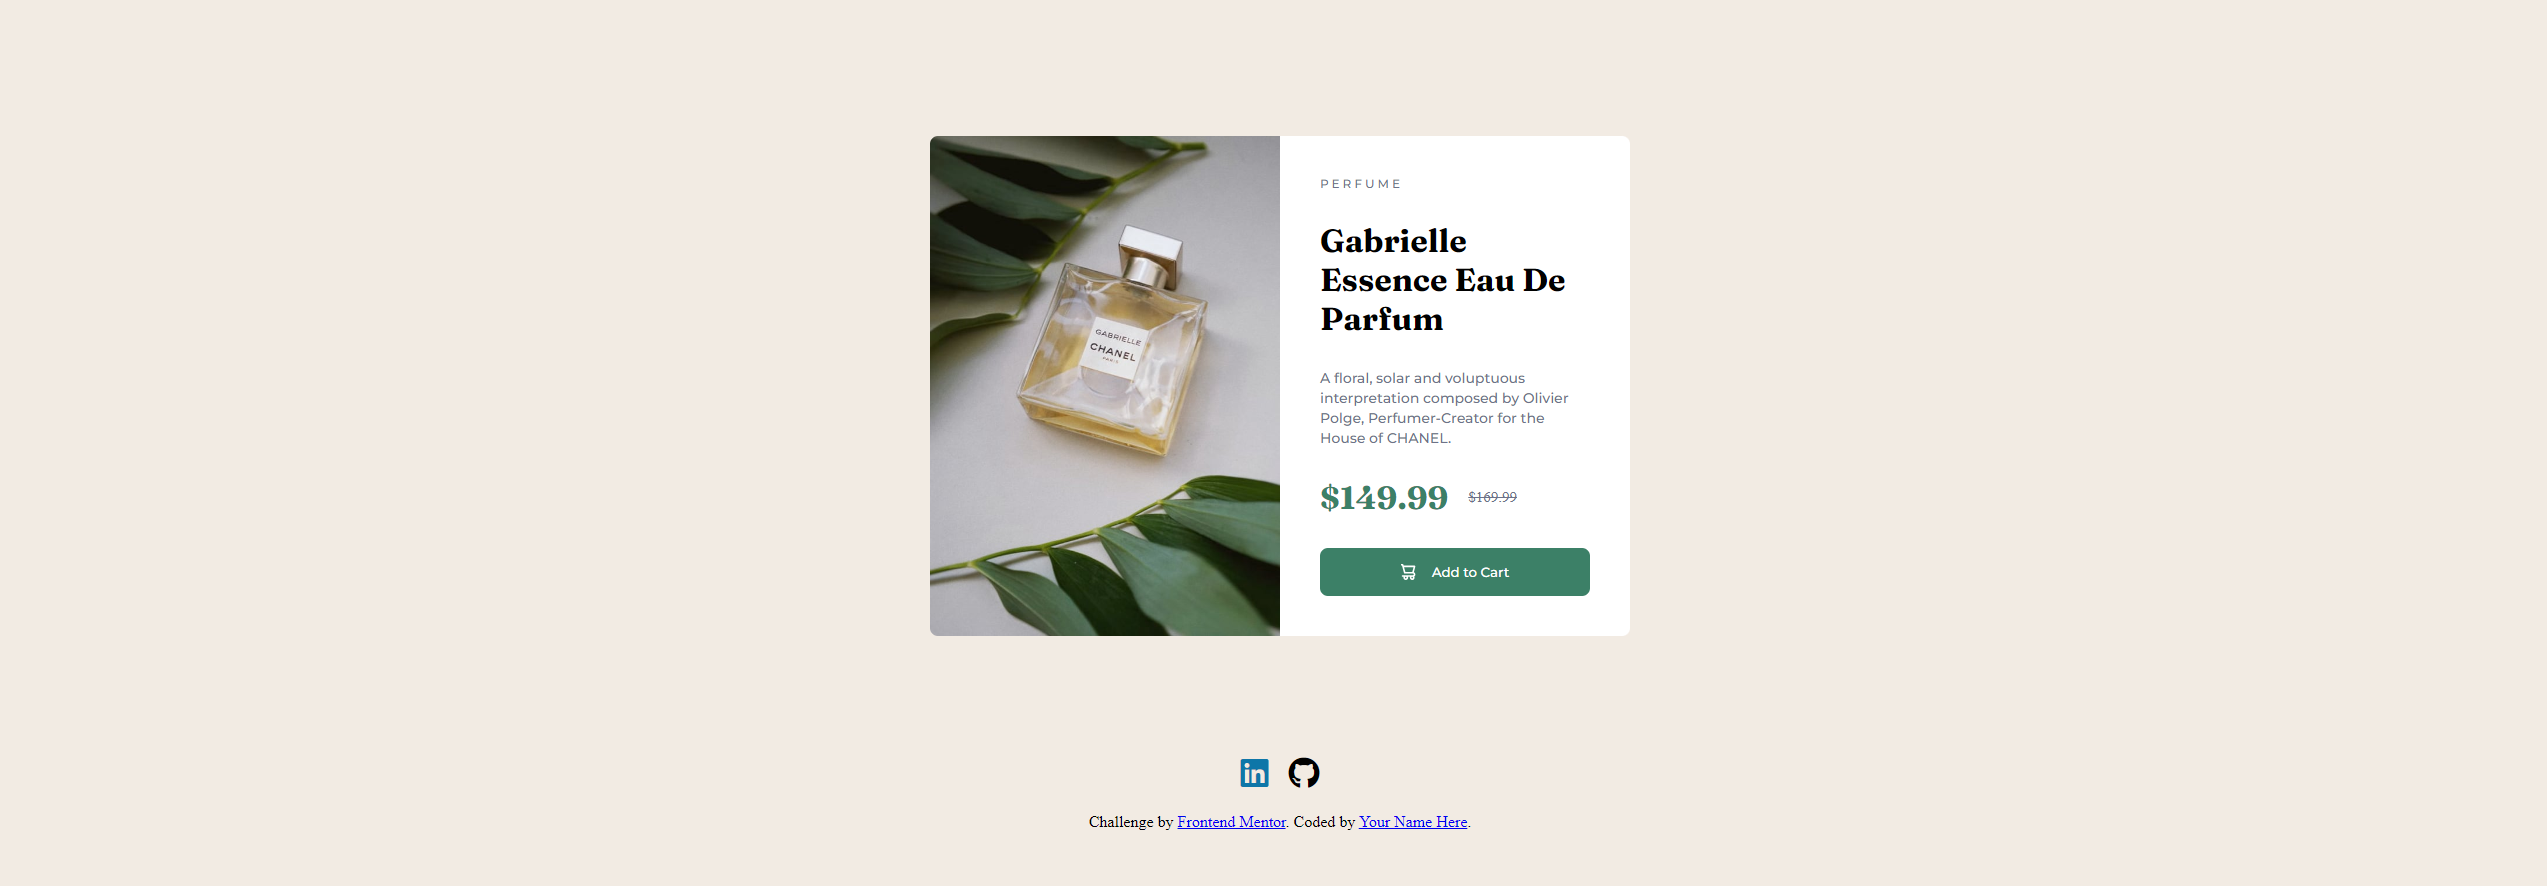 PERFUME
Gabrielle
Essence Eau De
Parfum
GABRIELLE
CHANEL
PARIS
A floral, solar and voluptuous
interpretation composed by Olivier
Polge, Perfumer-Creator for the
House of CHANEL.
$149.99 $169.99
Add to Cart
in
Challenge by Frontend Mentor. Coded by Your Name Here.